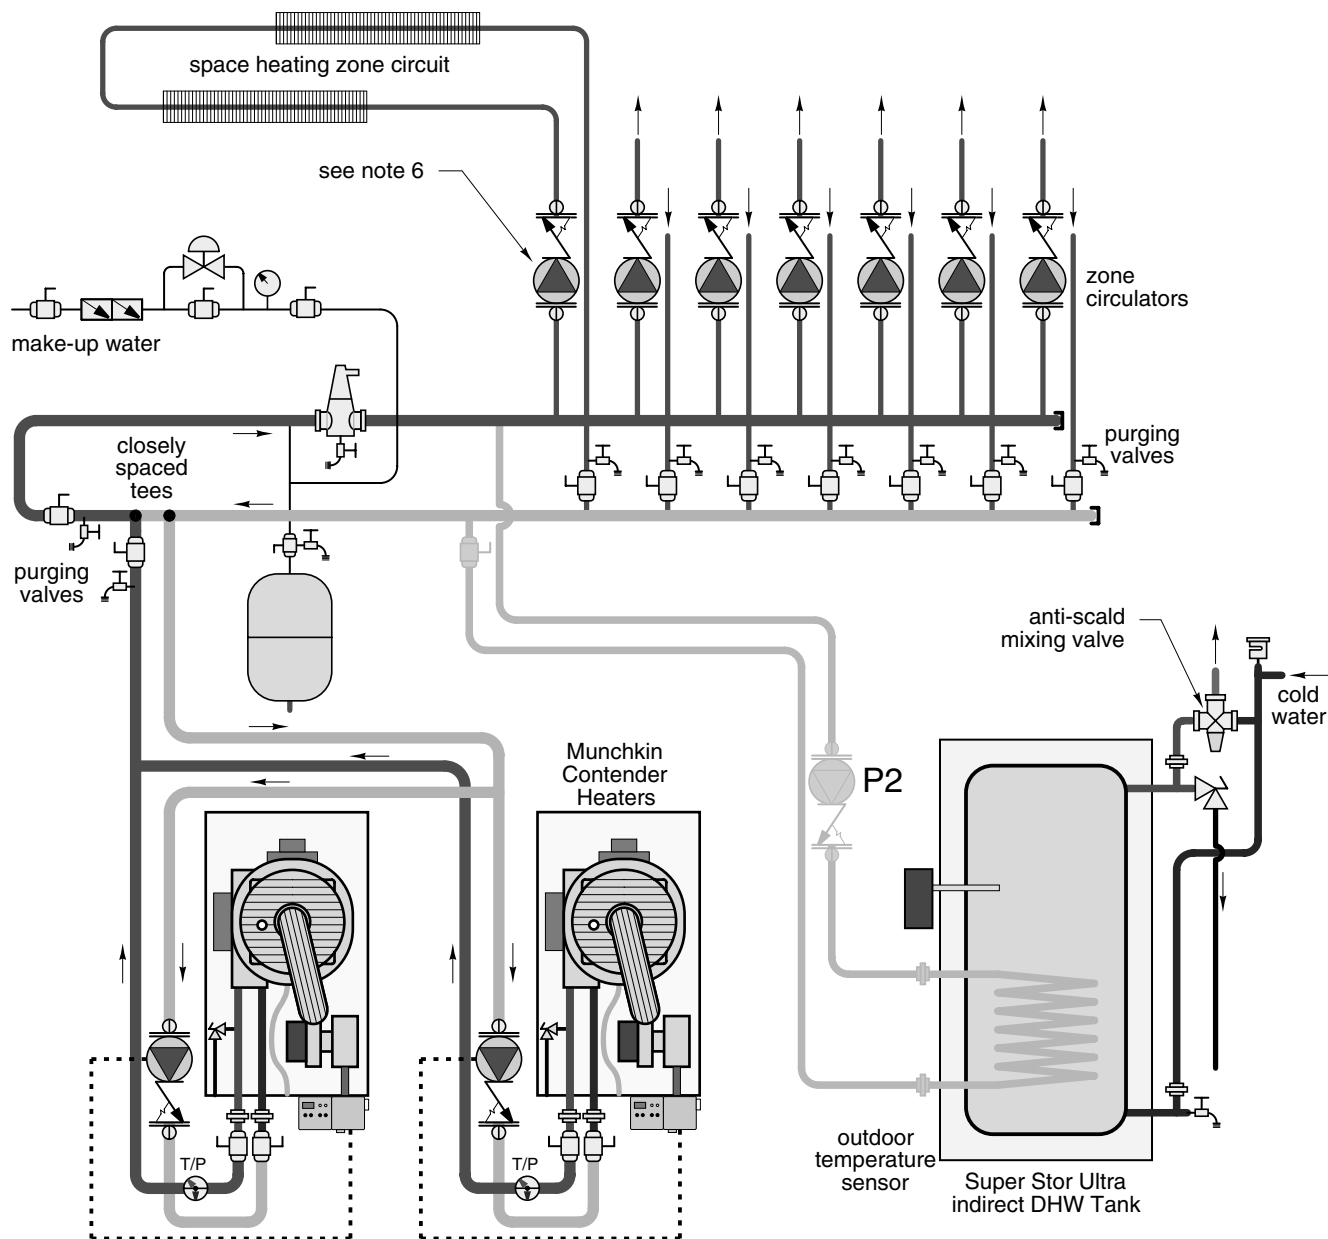 space heating zone circuit
see note 6
zone
circulators
make-up water
closely
spaced
tees
purging
valves
purging
valves
anti-scald
mixing valve
cold
water
Munchkin
Contender
Heaters
P2
T/P
T/P
outdoor
temperature
sensor
Super Stor Ultra
indirect DHW Tank